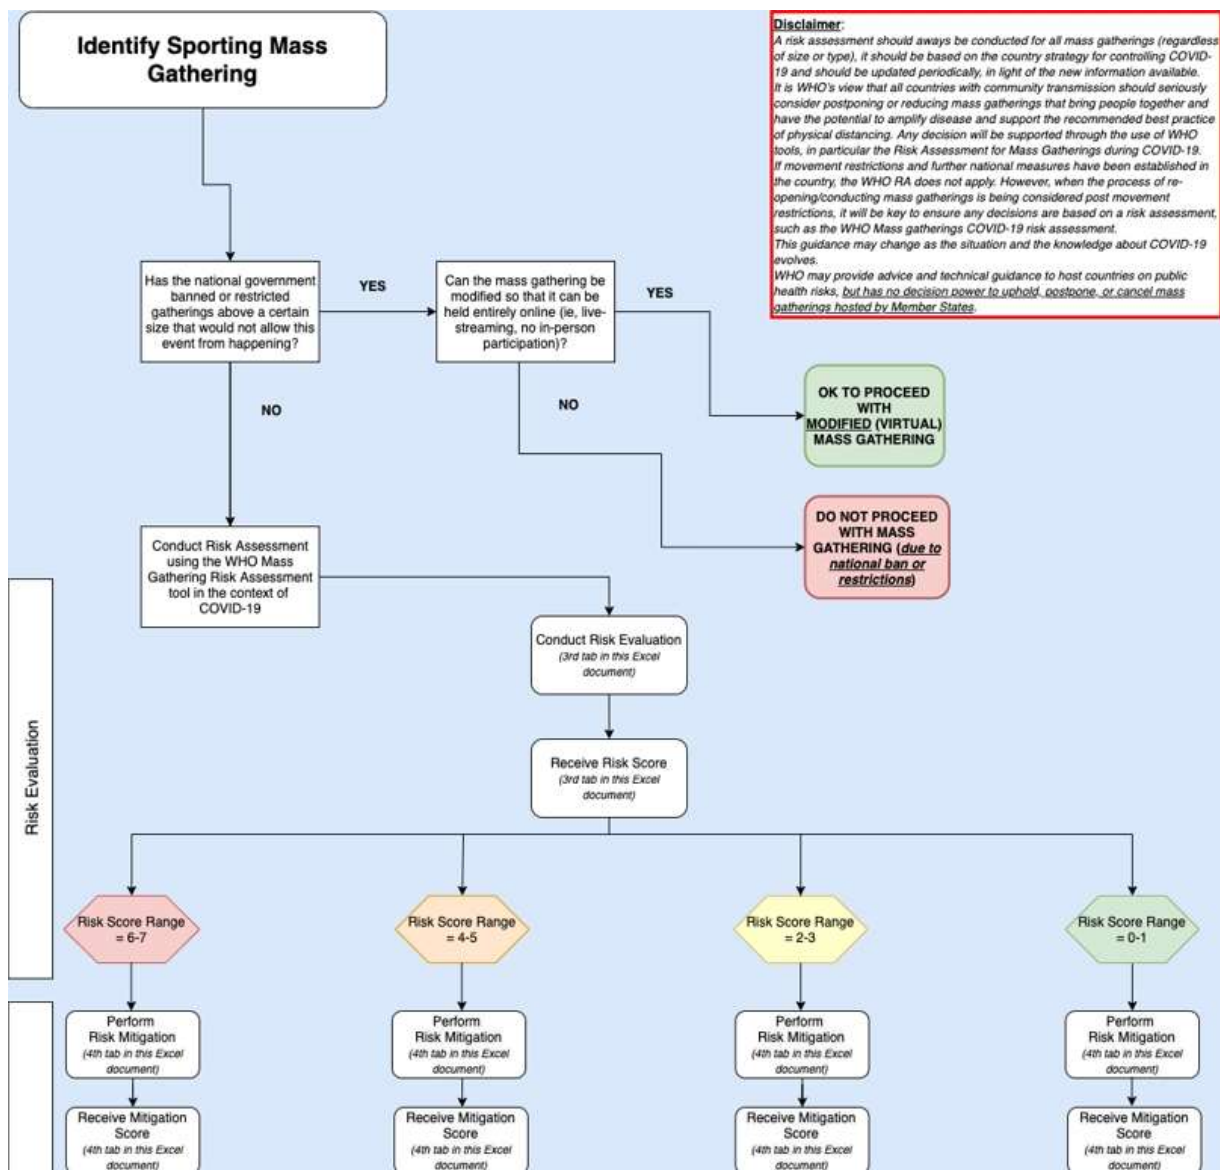 Identify Sporting Mass
Gathering
Disclaimer:
A risk assessment should aways be conducted for all mass gatherings (regardless
of size or type), it should be based on the country strategy for controlling COVID-
19 and should be updated periodically, in light of the new information available.
It is WHO's view that all countries with community transmission should seriously
consider postponing or reducing mass gatherings that bring people together and
have the potential to amplify disease and support the recommended best practice
of physical distancing. Any decision will be supported through the use of WHO
tools, in particular the Risk Assessment for Mass Gatherings during COVID-19.
If movement restrictions and further national measures have been established in
the country, the WHO RA does not apply. However, when the process of re-
opening/conducting mass gatherings is being considered post movement
restrictions, it will be key to ensure any decisions are based on a risk assessment,
such as the WHO Mass gatherings COVID-19 risk assessment.
This guidance may change as the situation and the knowledge about COVID-19
evolves.
WHO may provide advice and technical guidance to host countries on public
health risks, but has no decision power to uphold, postpone, or cancel mass
gatherings hosted by Member States.
Has the national government
banned or restricted
gatherings above a certain
size that would not allow this
event from happening?
YES
Can the mass gathering be
modified so that it can be
held entirely online (ie, live-
streaming, no in-person
participation)?
YES
NO
NO
OK TO PROCEED
WITH
MODIFIED (VIRTUAL)
MASS GATHERING
DO NOT PROCEED
WITH MASS
GATHERING (due to
national ban or
restrictions)
Conduct Risk Assessment
using the WHO Mass
Gathering Risk Assessment
tool in the context of
COVID-19
Risk Evaluation
Conduct Risk Evaluation
(3rd tab in this Excel
document)
Receive Risk Score
(3rd tab in this Excel
document)
Risk Score Range
= 6-7
Risk Score Range
= 4-5
Risk Score Range
= 2-3
Risk Score Range
= 0-1
Perform
Risk Mitigation
(4th tab in this Excel
document)
Perform
Risk Mitigation
(4th tab in this Excel
document)
Perform
Risk Mitigation
(4th tab in this Excel
document)
Perform
Risk Mitigation
(4th tab in this Excel
document)
Receive Mitigation
Score
(4th tab in this Excel
document)
Receive Mitigation
Score
(4th tab in this Excel
document)
Receive Mitigation
Score
(4th tab in this Excel
document)
Receive Mitigation
Score
(4th tab in this Excel
document)